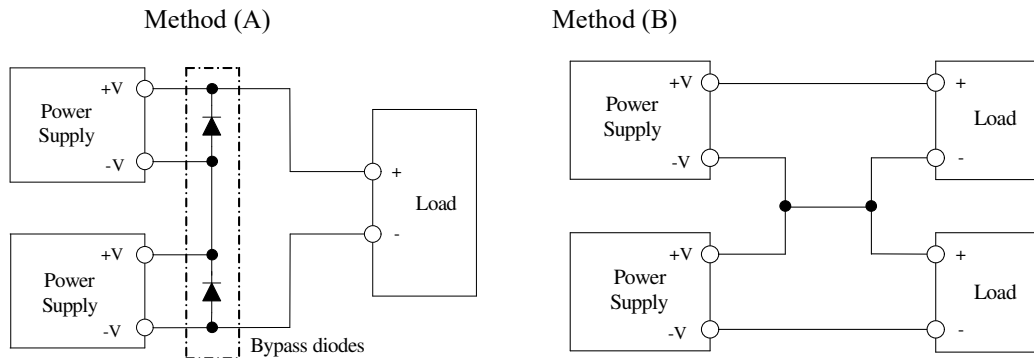 Method (A)
Method (B)
+V
Power
Supply
-V
+
Load
-
+V
Power
Supply
-V
Bypass diodes
+V
Power
Supply
-V
+
Load
-
+V
Power
Supply
-V
+
Load
-